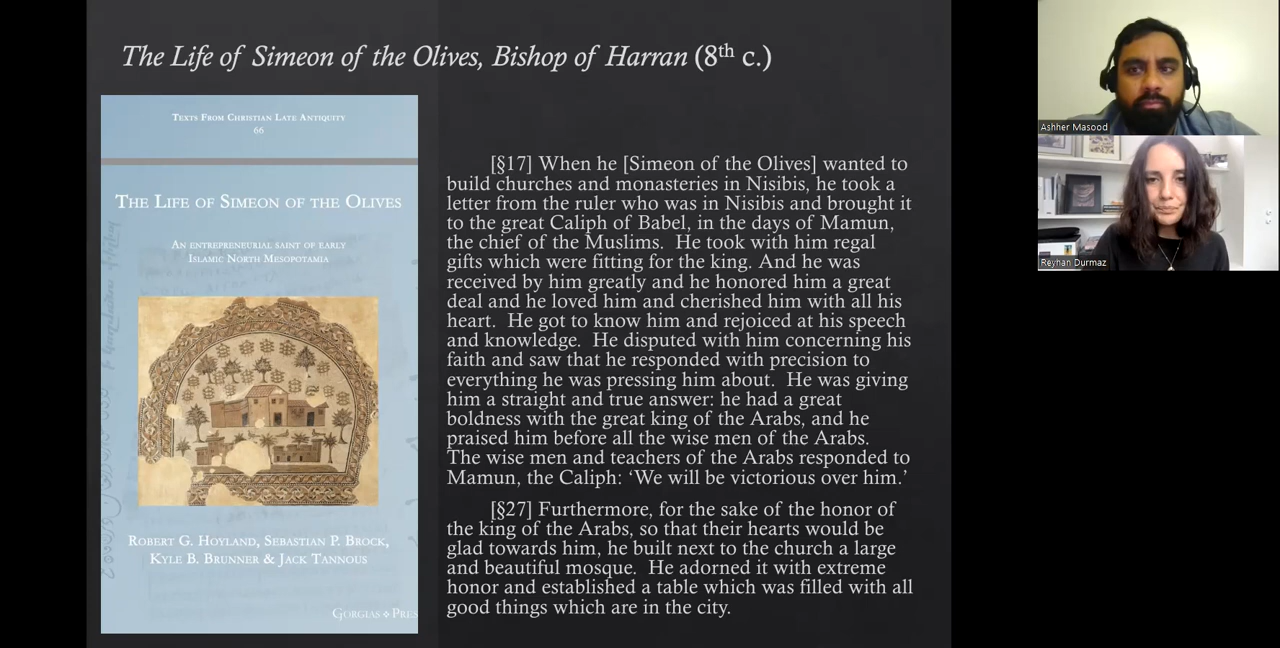 The Life of Simeon of the Olives, Bishop of Harran (8th c.)
Texts From Christian Late Antiquity
66
The Life of Simeon of the Olives
An entrepreneurial saint of early
Islamic North Mesopotamia
Robert G. Hoyland, Sebastian P. Brock,
Kyle B. Brunner & Jack Tannous
Gorgias Pres
[§17] When he [Simeon of the Olives] wanted to
build churches and monasteries in Nisibis, he took a
letter from the ruler who was in Nisibis and brought it
to the great Caliph of Babel, in the days of Mamun,
the chief of the Muslims. He took with him regal
gifts which were fitting for the king. And he was
received by him greatly and he honored him a great
deal and he loved him and cherished him with all his
heart. He got to know him and rejoiced at his speech
and knowledge. He disputed with him concerning his
faith and saw that he responded with precision to
everything he was pressing him about. He was giving
him a straight and true answer: he had a great
boldness with the great king of the Arabs, and he
praised him before all the wise men of the Arabs.
The wise men and teachers of the Arabs responded to
Mamun, the Caliph: ‘We will be victorious over him.’
[§27] Furthermore, for the sake of the honor of
the king of the Arabs, so that their hearts would be
glad towards him, he built next to the church a large
and beautiful mosque. He adorned it with extreme
honor and established a table which was filled with all
good things which are in the city.
Ashher Masood
Reyhan Durmaz